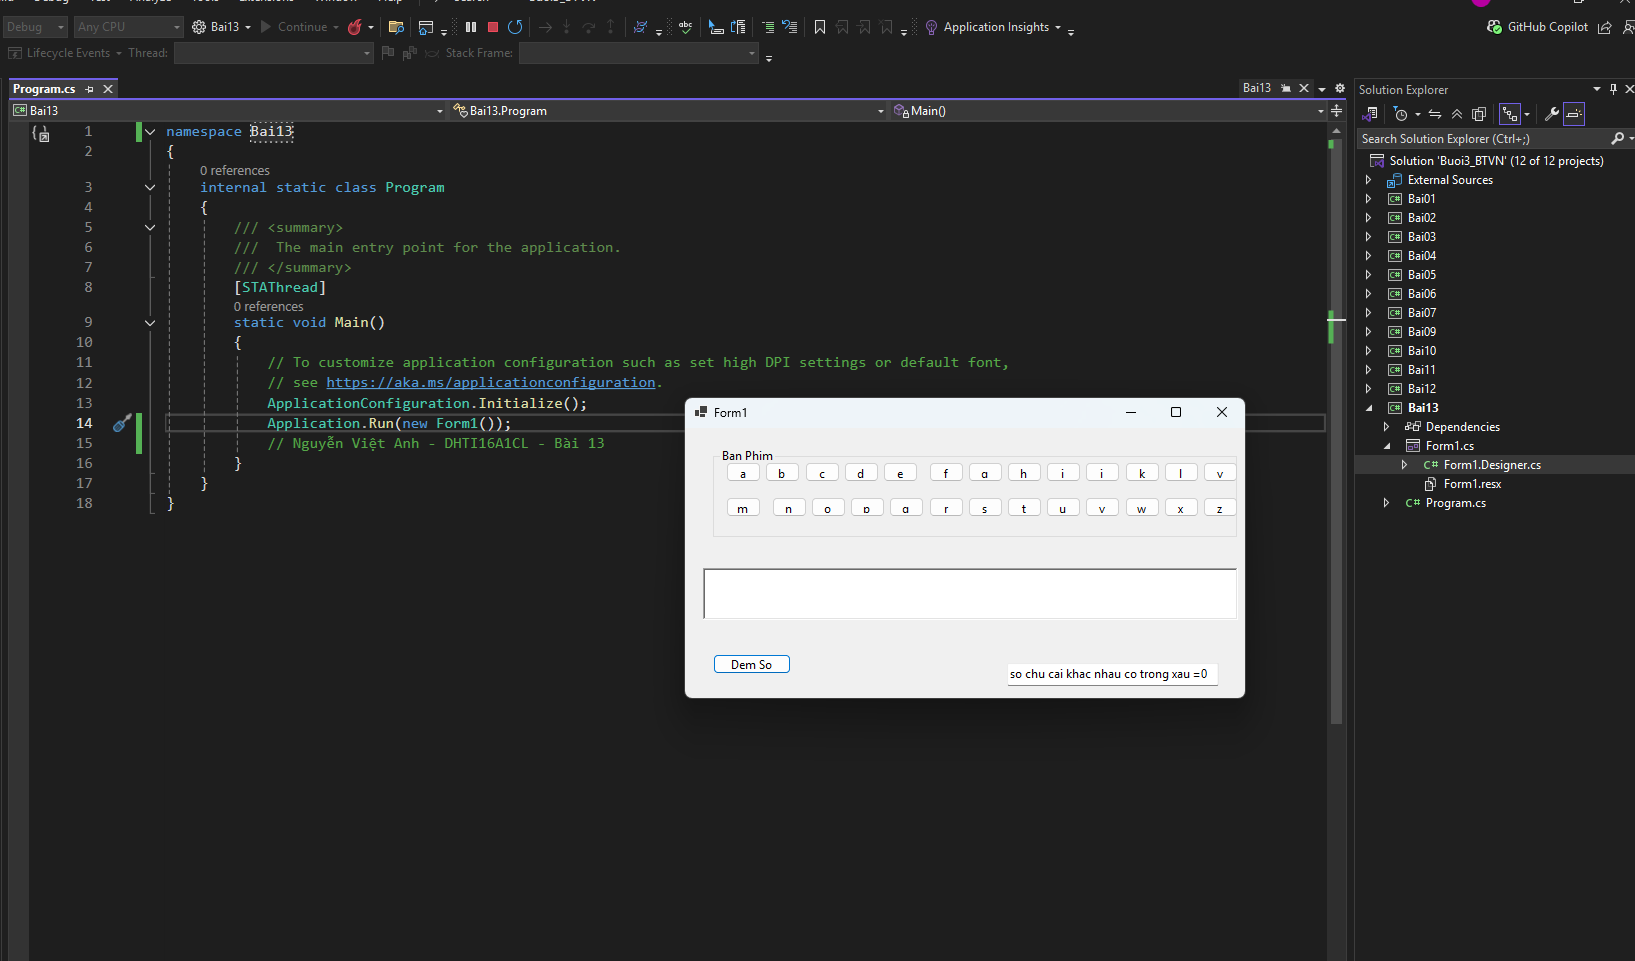 Debug
Any CPU
Bai13
Continue
Application Insights
GitHub Copilot
Lifecycle Events
Thread:
Stack Frame:
Program.cs
Bai13
Bai13
Bai13.Program
Main()
1 namespace Bai13
2 {
0 references
3 internal static class Program
4 {
5 /// <summary>
6 ///  The main entry point for the application.
7 /// </summary>
8 [STAThread]
0 references
9 static void Main()
10 {
11 // To customize application configuration such as set high DPI settings or default font,
12 // see https://aka.ms/applicationconfiguration.
13 ApplicationConfiguration.Initialize();
14 Application.Run(new Form1());
15 // Nguyễn Việt Anh - DHTI16A1CL - Bài 13
16 }
17 }
18 }
Form1
Ban Phim
a b c d e f g h i j k l v
m n o p q r s t u v w x z
Dem So
so chu cai khac nhau co trong xau =0
Solution Explorer
Search Solution Explorer (Ctrl+;)
Solution 'Buoi3_BTVN' (12 of 12 projects)
External Sources
Bai01
Bai02
Bai03
Bai04
Bai05
Bai06
Bai07
Bai09
Bai10
Bai11
Bai12
Bai13
Dependencies
Form1.cs
Form1.Designer.cs
Form1.resx
Program.cs